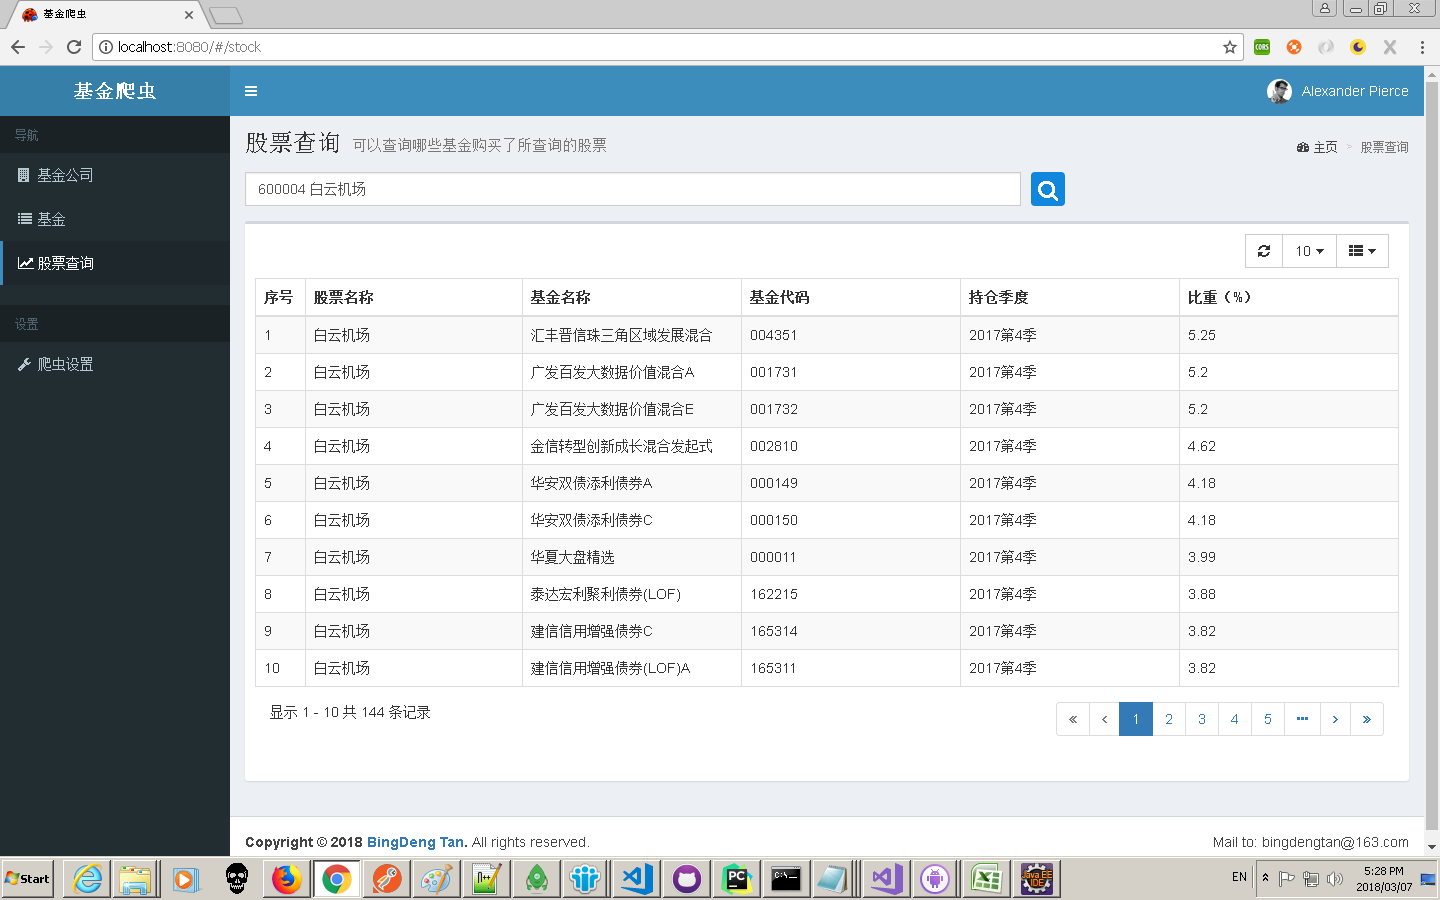 基金爬虫
localhost:8080/#/stock
CORS
基金爬虫
Alexander Pierce
导航
基金公司
基金
股票查询
设置
爬虫设置
股票查询 可以查询哪些基金购买了所查询的股票
主页 > 股票查询
600004 白云机场
10
序号 股票名称 基金名称 基金代码 持仓季度 比重（%）
1 白云机场 汇丰晋信珠三角区域发展混合 004351 2017第4季 5.25
2 白云机场 广发百发大数据价值混合A 001731 2017第4季 5.2
3 白云机场 广发百发大数据价值混合E 001732 2017第4季 5.2
4 白云机场 金信转型创新成长混合发起式 002810 2017第4季 4.62
5 白云机场 华安双债添利债券A 000149 2017第4季 4.18
6 白云机场 华安双债添利债券C 000150 2017第4季 4.18
7 白云机场 华夏大盘精选 000011 2017第4季 3.99
8 白云机场 泰达宏利聚利债券(LOF) 162215 2017第4季 3.88
9 白云机场 建信信用增强债券C 165314 2017第4季 3.82
10 白云机场 建信信用增强债券(LOF)A 165311 2017第4季 3.82
显示 1 - 10 共 144 条记录
« ‹ 1 2 3 4 5 ••• › »
Copyright © 2018 BingDeng Tan. All rights reserved.
Mail to: bingdengtan@163.com
Start
PC
C:\_
Java EE
IDE
EN
5:28 PM
2018/03/07